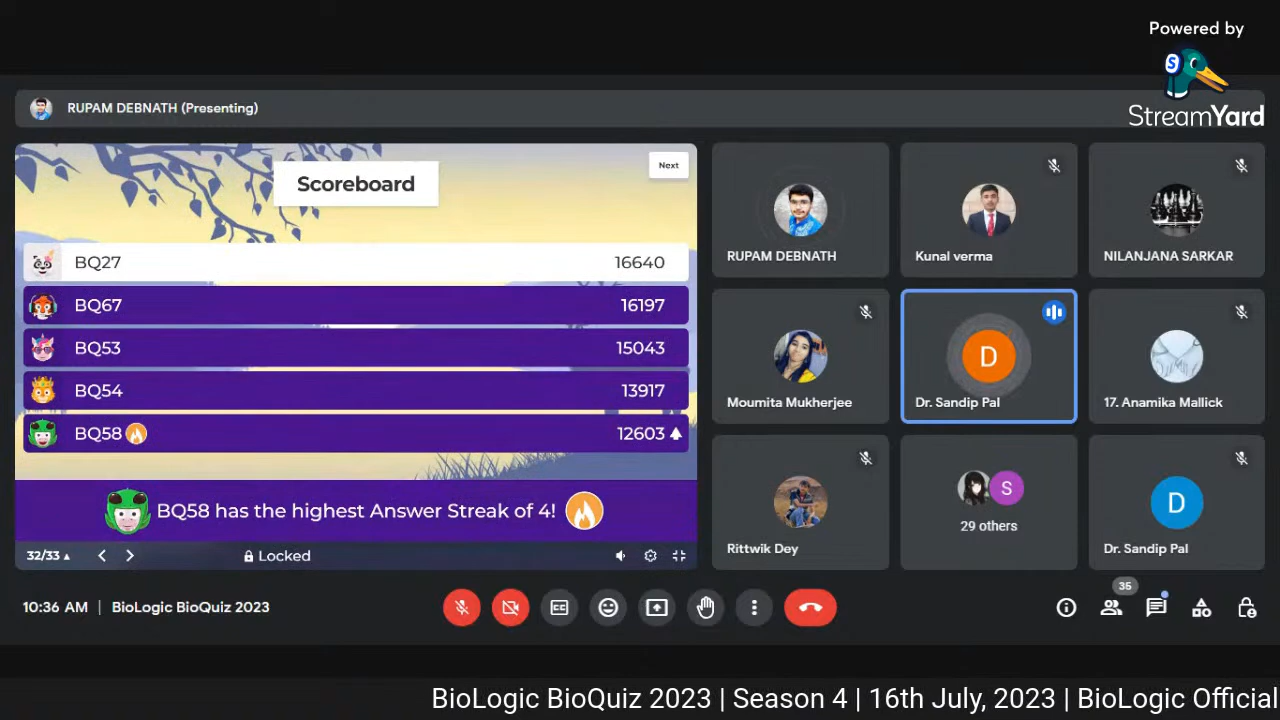 Powered by
S
StreamYard
RUPAM DEBNATH (Presenting)
Scoreboard
Next
BQ27 16640
BQ67 16197
BQ53 15043
BQ54 13917
BQ58 12603
BQ58 has the highest Answer Streak of 4!
32/33
Locked
RUPAM DEBNATH
Kunal verma
NILANJANA SARKAR
Moumita Mukherjee
D
Dr. Sandip Pal
17. Anamika Mallick
Rittwik Dey
S
29 others
D
Dr. Sandip Pal
10:36 AM | BioLogic BioQuiz 2023
CC
35
BioLogic BioQuiz 2023 | Season 4 | 16th July, 2023 | BioLogic Official